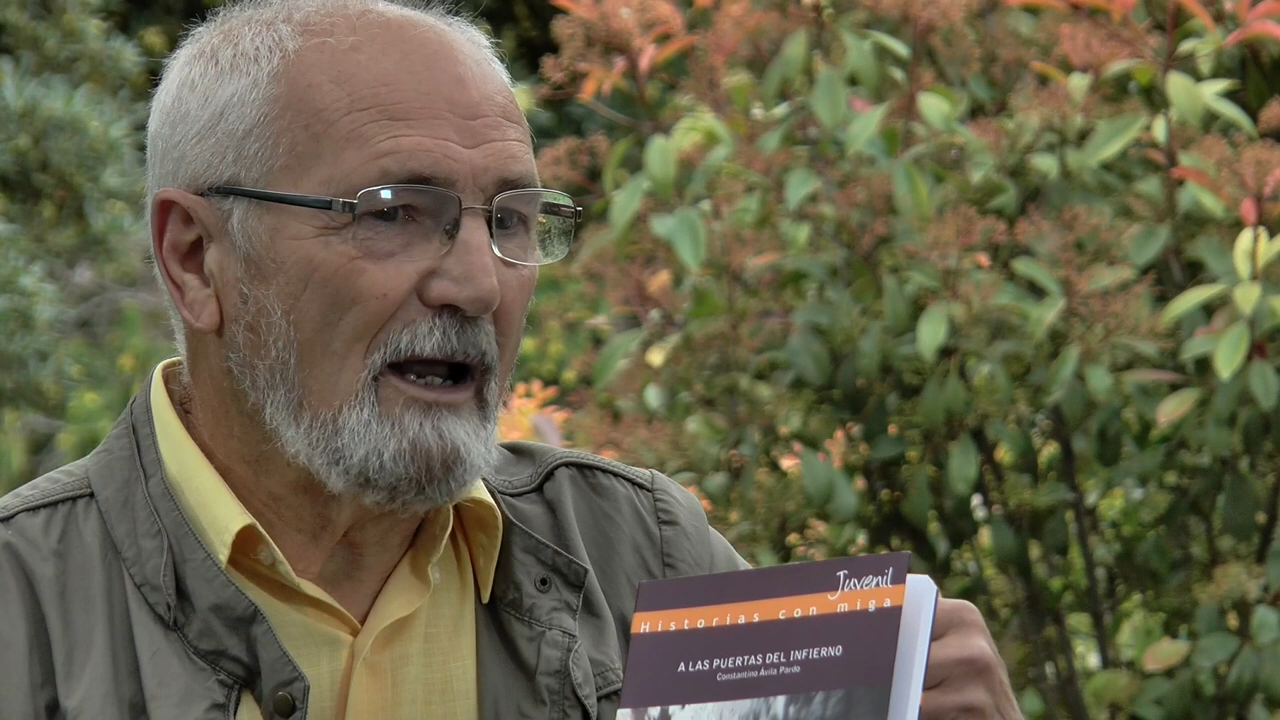 Juvenil
Historias con miga
A LAS PUERTAS DEL INFIERNO
Constantino Ávila Pardo